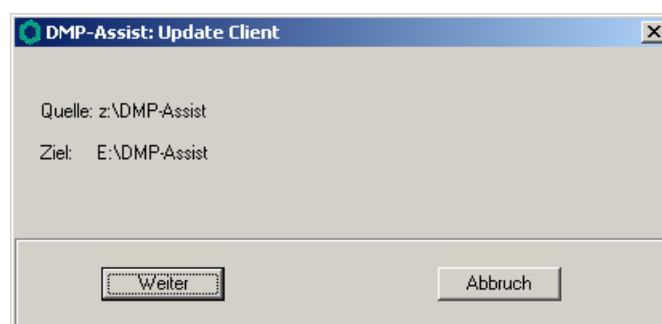 DMP-Assist: Update Client
Quelle: z:\DMP-Assist
Ziel: E:\DMP-Assist
Weiter Abbruch